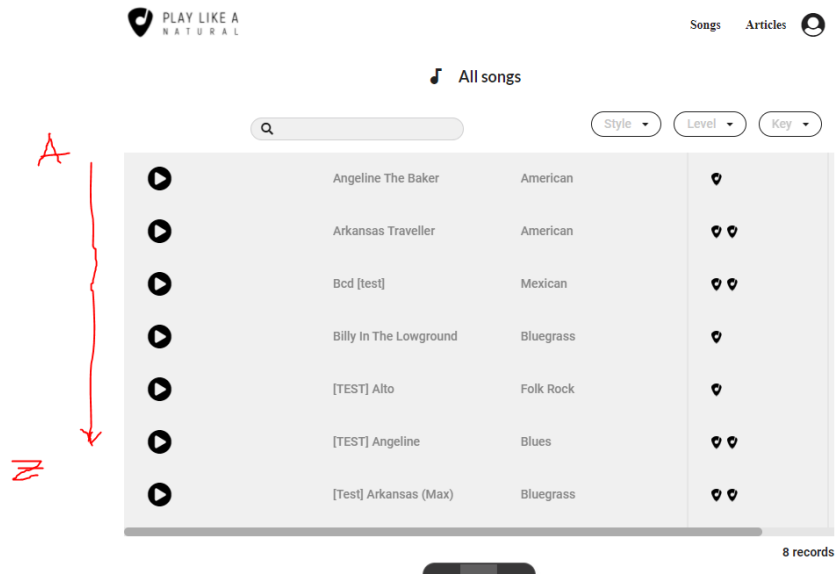 PLAY LIKE A
NATURAL
Songs Articles
All songs
Style Level Key
A
Angeline The Baker American
Arkansas Traveller American
Bcd [test] Mexican
Billy In The Lowground Bluegrass
[TEST] Alto Folk Rock
[TEST] Angeline Blues
Z
[Test] Arkansas (Max) Bluegrass
8 records